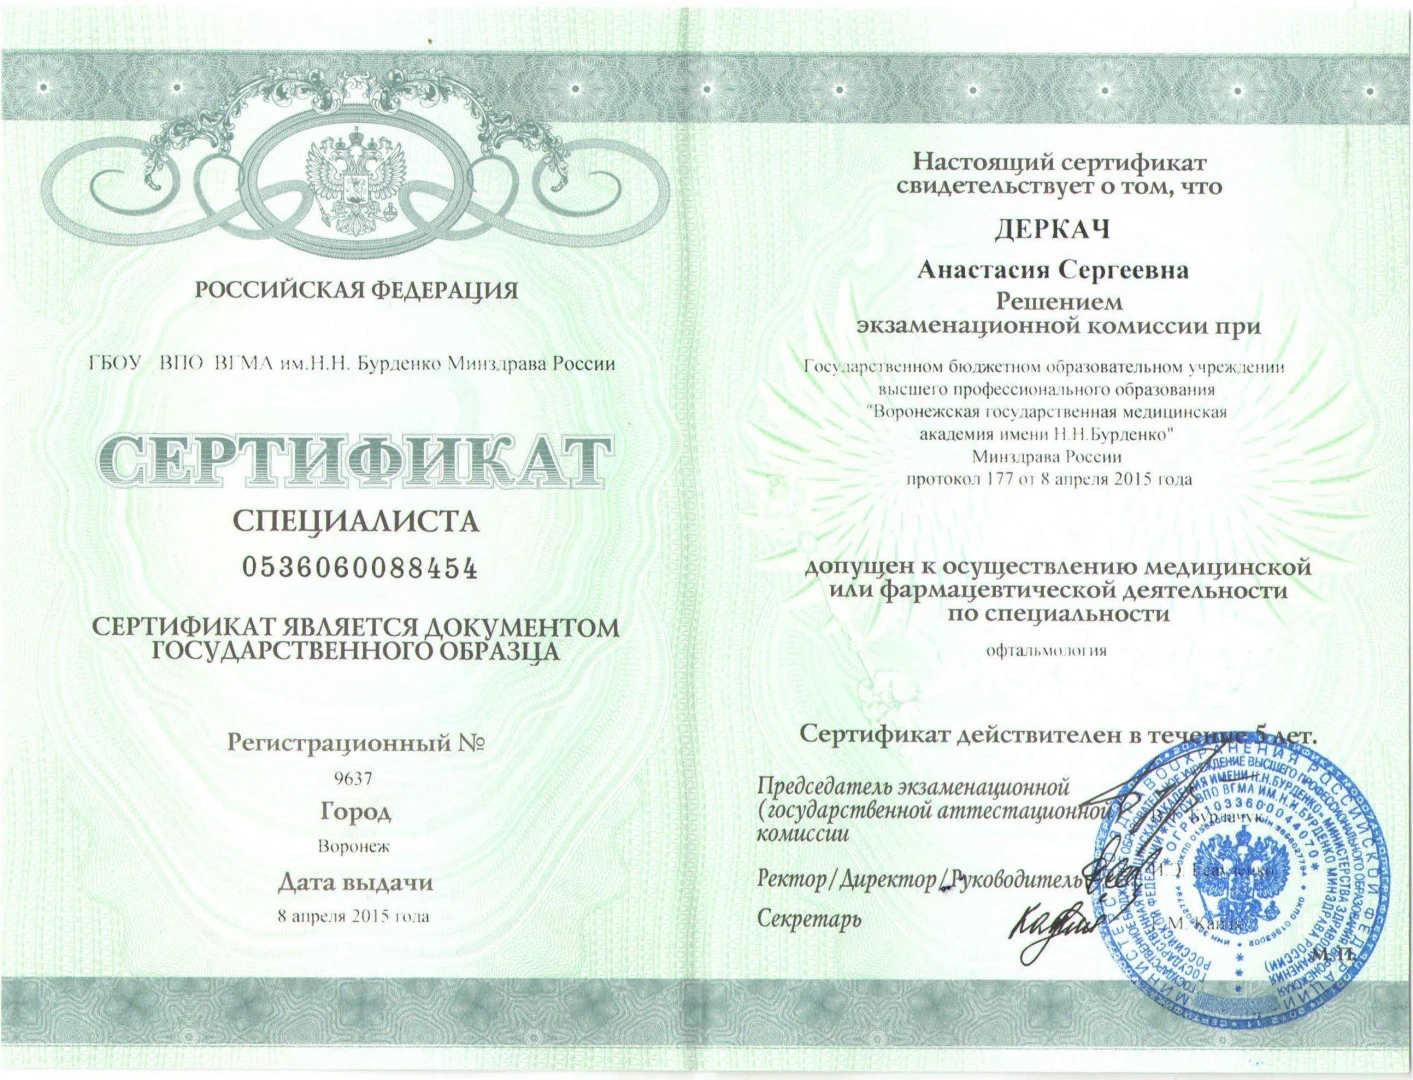 РОССИЙСКАЯ ФЕДЕРАЦИЯ
ГБОУ ВПО ВГМА им.Н.Н. Бурденко Минздрава России
СЕРТИФИКАТ
СПЕЦИАЛИСТА
0536060088454
СЕРТИФИКАТ ЯВЛЯЕТСЯ ДОКУМЕНТОМ
ГОСУДАРСТВЕННОГО ОБРАЗЦА
Регистрационный №
9637
Город
Воронеж
Дата выдачи
8 апреля 2015 года
Настоящий сертификат
свидетельствует о том, что
ДЕРКАЧ
Анастасия Сергеевна
Решением
экзаменационной комиссии при
Государственном бюджетном образовательном учреждении
высшего профессионального образования
"Воронежская государственная медицинская
академия имени Н.Н.Бурденко"
Минздрава России
протокол 177 от 8 апреля 2015 года
допущен к осуществлению медицинской
или фармацевтической деятельности
по специальности
офтальмология
Сертификат действителен в течение 5 лет.
Председатель экзаменационной
(государственной аттестационной)
комиссии
Ректор/Директор/Руководитель
Секретарь
М.П.